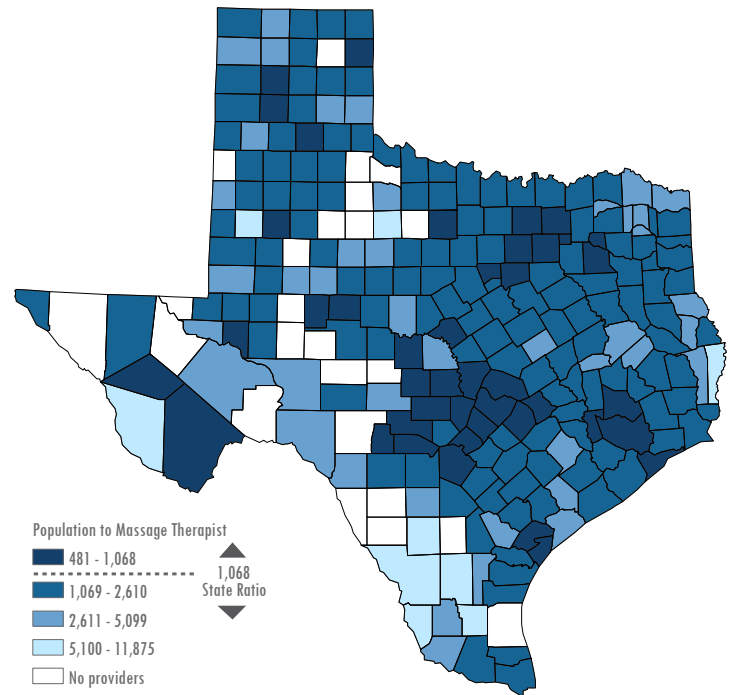 Population to Massage Therapist
481 - 1,068
1,069 - 2,610
2,611 - 5,099
5,100 - 11,875
No providers
1,068
State Ratio